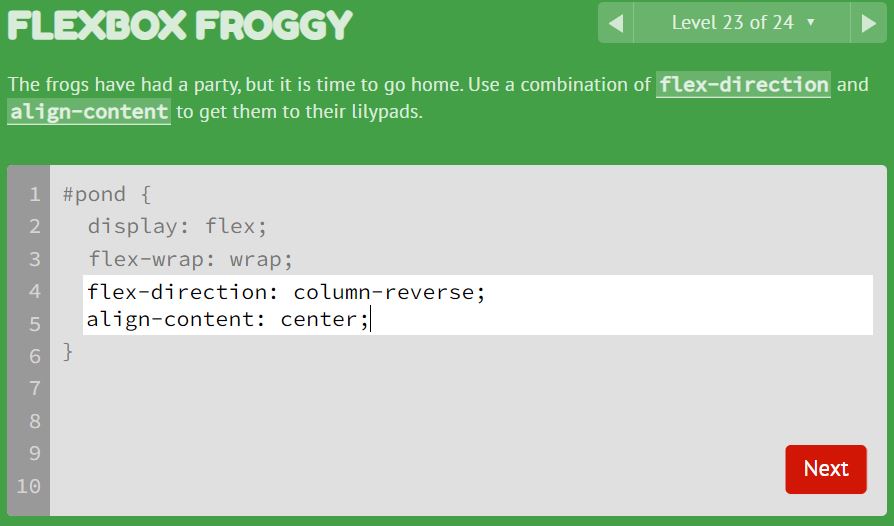 FLEXBOX FROGGY
Level 23 of 24
The frogs have had a party, but it is time to go home. Use a combination of flex-direction and
align-content to get them to their lilypads.
1 #pond {
2 display: flex;
3 flex-wrap: wrap;
4 flex-direction: column-reverse;
5 align-content: center;
6 }
7
8
9
10
Next